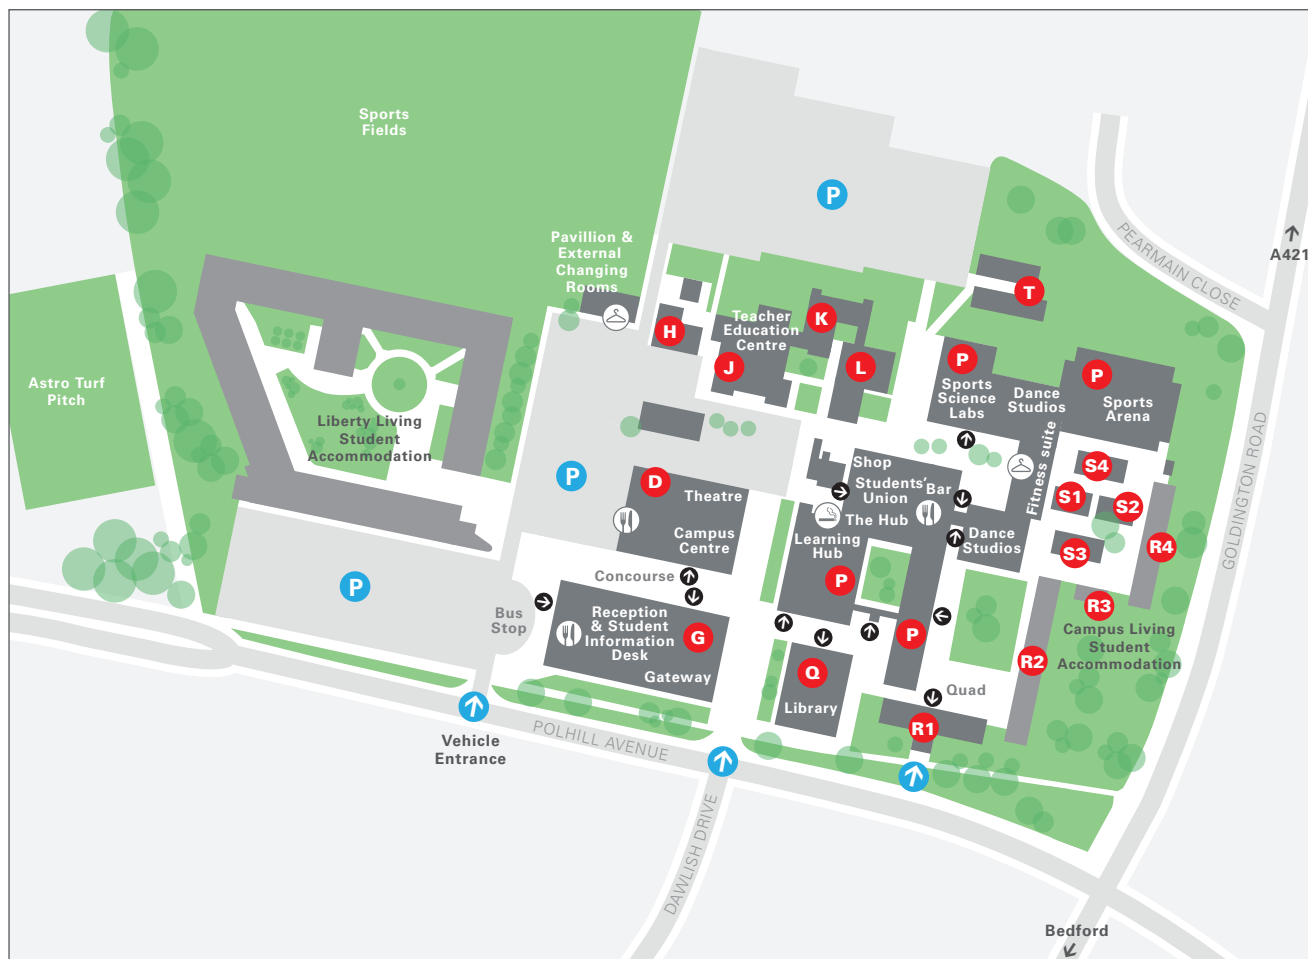 Sports
Fields
P
PEARMAIN CLOSE
A421
Pavillion &
External
Changing
Rooms
T
H
Teacher
Education
Centre
K
J
L
P
Sports
Science
Labs
Dance
Studios
P
Sports
Arena
Astro Turf
Pitch
Liberty Living
Student
Accommodation
Fitness suite
GOLDINGTON ROAD
P
D
Theatre
Campus
Centre
Shop
Students'
Union
Bar
The Hub
Learning
Hub
P
Dance
Studios
S4
S1
S2
S3
R4
R3
Campus Living
Student
Accommodation
R2
P
Concourse
Bus
Stop
Reception
& Student
Information
Desk
G
Gateway
P
Q
Library
Quad
R1
Vehicle
Entrance
POLHILL AVENUE
DAWLISH DRIVE
Bedford